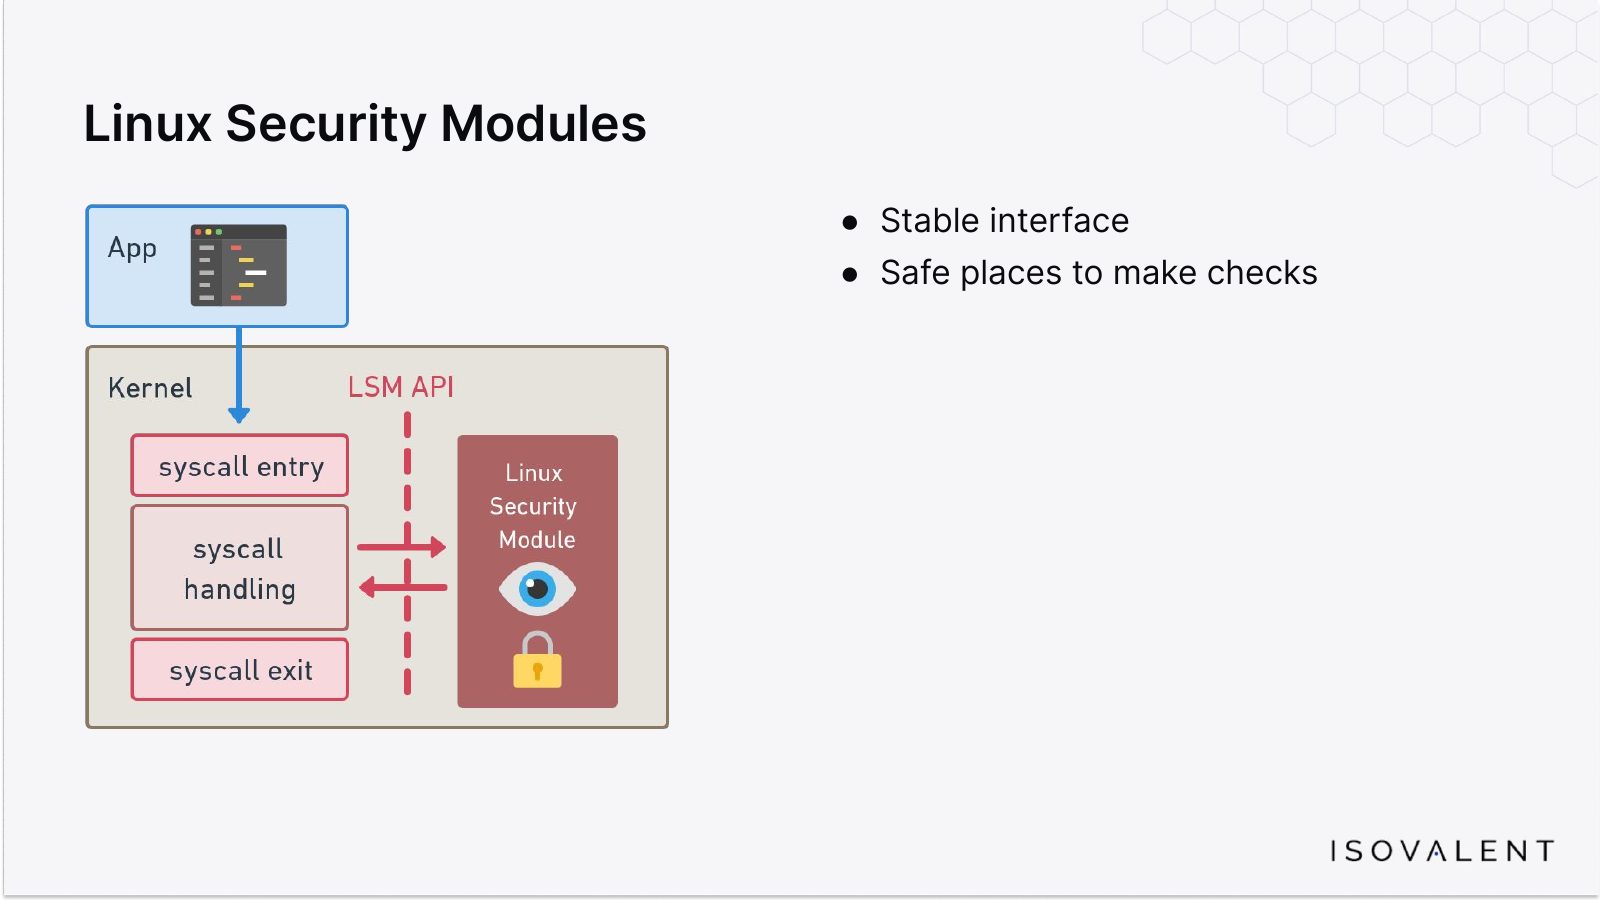 Linux Security Modules
App
Kernel
LSM API
syscall entry
syscall
handling
syscall exit
Linux
Security
Module
● Stable interface
● Safe places to make checks
ISOVALENT